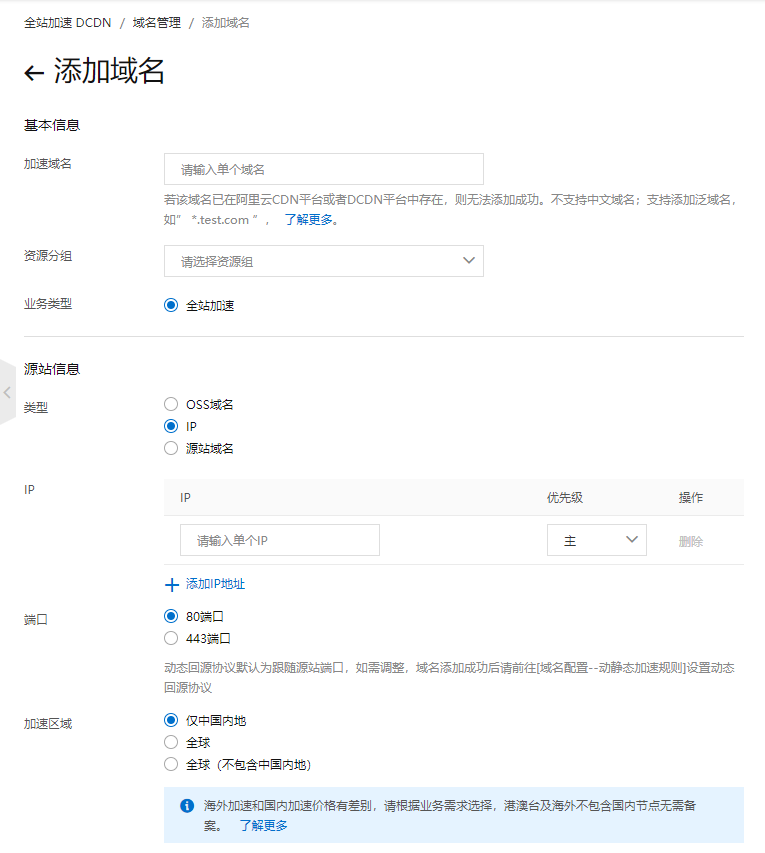 全站加速 DCDN / 域名管理 / 添加域名
← 添加域名
基本信息
加速域名
请输入单个域名
若该域名已在阿里云CDN平台或者DCDN平台中存在，则无法添加成功。不支持中文域名；支持添加泛域名，
如“ *.test.com ”， 了解更多。
资源分组
请选择资源组
业务类型
全站加速
源站信息
类型
OSS域名
IP
源站域名
IP
IP 优先级 操作
请输入单个IP 主 删除
添加IP地址
端口
80端口
443端口
动态回源协议默认为跟随源站端口，如需调整，域名添加成功后请前往[域名配置--动静态加速规则]设置动态
回源协议
加速区域
仅中国内地
全球
全球（不包含中国内地）
海外加速和国内加速价格有差别，请根据业务需求选择，港澳台及海外不包含国内节点无需备
案。 了解更多